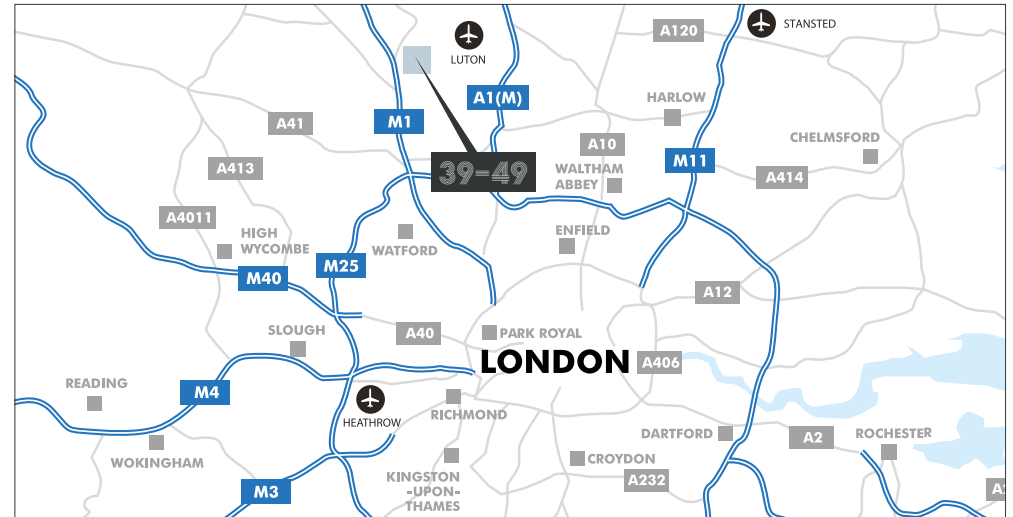 STANSTED
A120
LUTON
A1(M)
HARLOW
M1
A41
A10
CHELMSFORD
M11
A413
39-49
WALTHAM
ABBEY
A414
A4011
HIGH
WYCOMBE
WATFORD
ENFIELD
M25
M40
A12
SLOUGH
A40
PARK ROYAL
LONDON
A406
READING
M4
HEATHROW
RICHMOND
DARTFORD
A2
ROCHESTER
WOKINGHAM
CROYDON
KINGSTON
-UPON-
THAMES
A232
M3